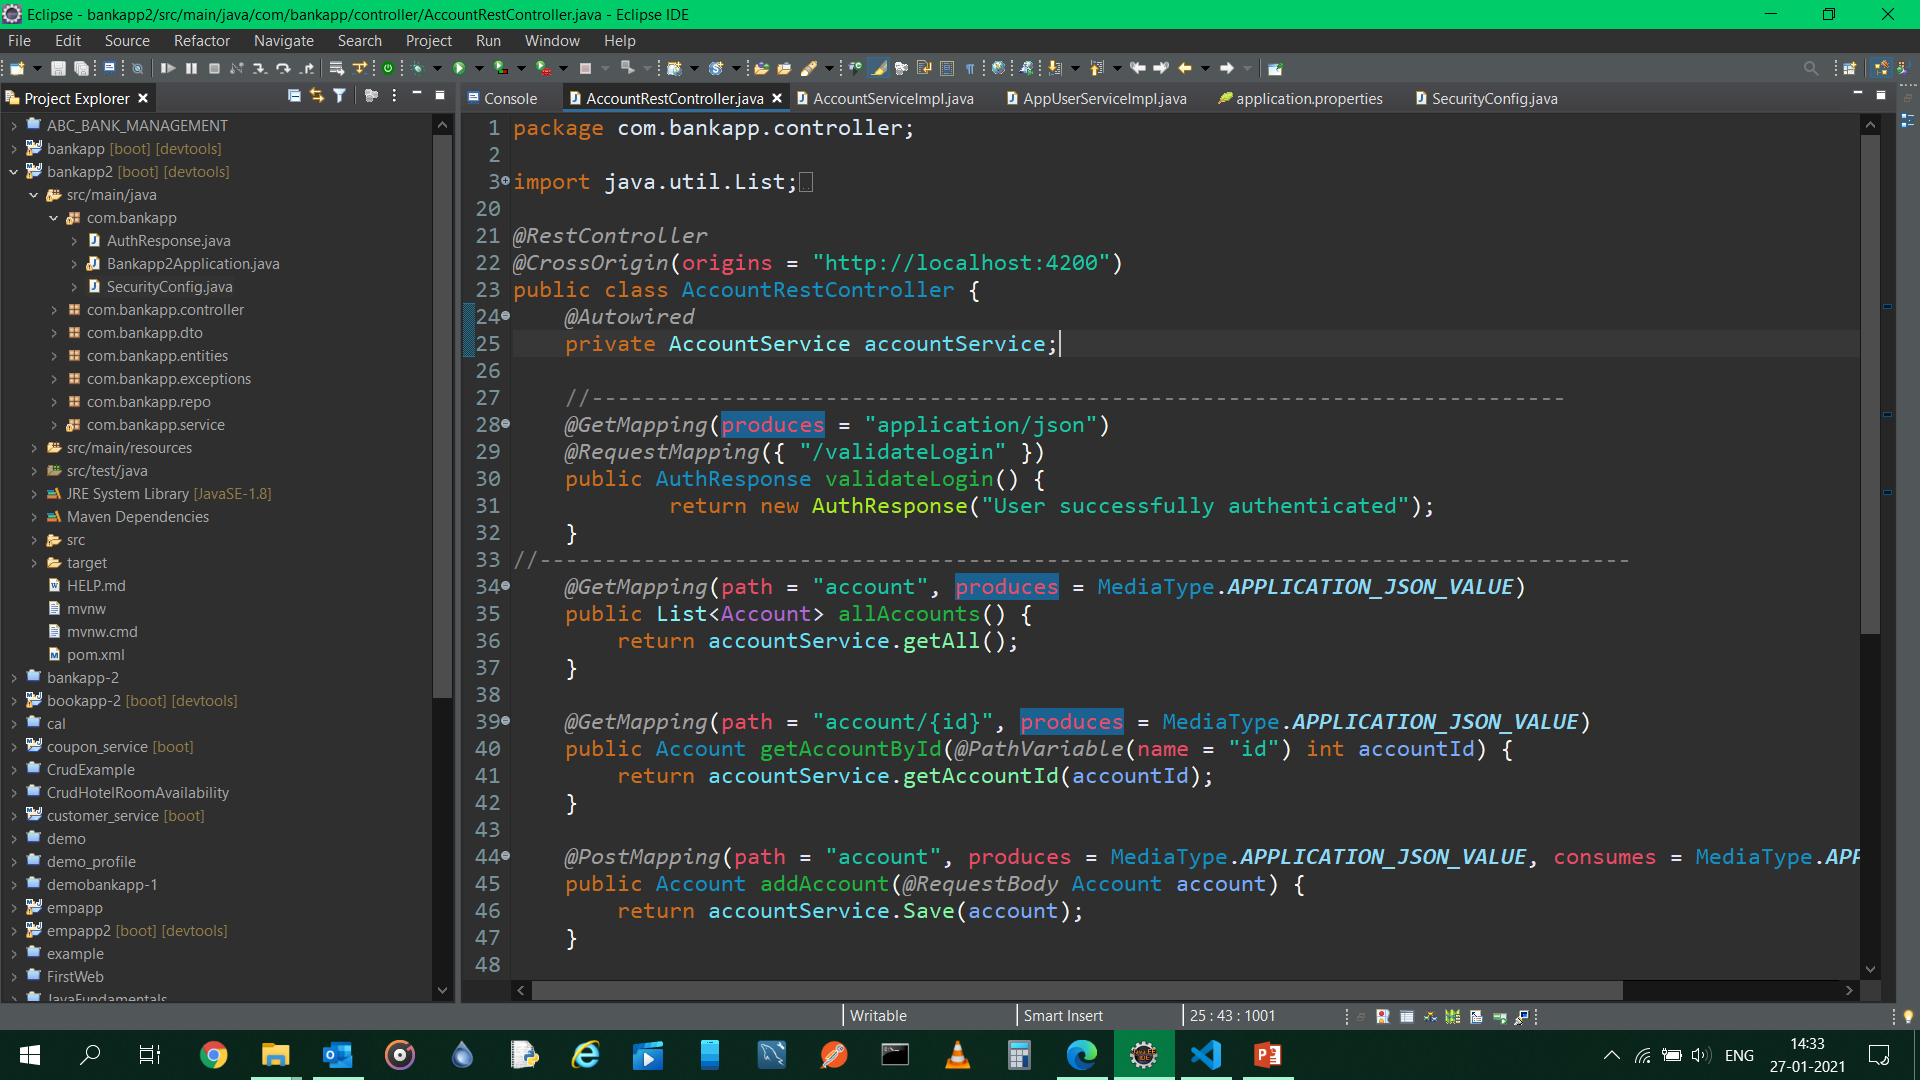 Eclipse - bankapp2/src/main/java/com/bankapp/controller/AccountRestController.java - Eclipse IDE
File Edit Source Refactor Navigate Search Project Run Window Help
Project Explorer
Console AccountRestController.java AccountServiceImpl.java AppUserServiceImpl.java application.properties SecurityConfig.java
ABC_BANK_MANAGEMENT
bankapp [boot] [devtools]
bankapp2 [boot] [devtools]
src/main/java
com.bankapp
AuthResponse.java
Bankapp2Application.java
SecurityConfig.java
com.bankapp.controller
com.bankapp.dto
com.bankapp.entities
com.bankapp.exceptions
com.bankapp.repo
com.bankapp.service
src/main/resources
src/test/java
JRE System Library [JavaSE-1.8]
Maven Dependencies
src
target
HELP.md
mvnw
mvnw.cmd
pom.xml
bankapp-2
bookapp-2 [boot] [devtools]
cal
coupon_service [boot]
CrudExample
CrudHotelRoomAvailability
customer_service [boot]
demo
demo_profile
demobankapp-1
empapp
empapp2 [boot] [devtools]
example
FirstWeb
JavaFundamentals
1 package com.bankapp.controller;
2
3 import java.util.List;
20
21 @RestController
22 @CrossOrigin(origins = "http://localhost:4200")
23 public class AccountRestController {
24 @Autowired
25 private AccountService accountService;
26
27 //---------------------------------------------------------------------------
28 @GetMapping(produces = "application/json")
29 @RequestMapping({ "/validateLogin" })
30 public AuthResponse validateLogin() {
31 return new AuthResponse("User successfully authenticated");
32 }
33 //------------------------------------------------------------------------------------
34 @GetMapping(path = "account", produces = MediaType.APPLICATION_JSON_VALUE)
35 public List<Account> allAccounts() {
36 return accountService.getAll();
37 }
38
39 @GetMapping(path = "account/{id}", produces = MediaType.APPLICATION_JSON_VALUE)
40 public Account getAccountById(@PathVariable(name = "id") int accountId) {
41 return accountService.getAccountId(accountId);
42 }
43
44 @PostMapping(path = "account", produces = MediaType.APPLICATION_JSON_VALUE, consumes = MediaType.APP
45 public Account addAccount(@RequestBody Account account) {
46 return accountService.Save(account);
47 }
48
Writable Smart Insert 25 : 43 : 1001
ENG
14:33
27-01-2021